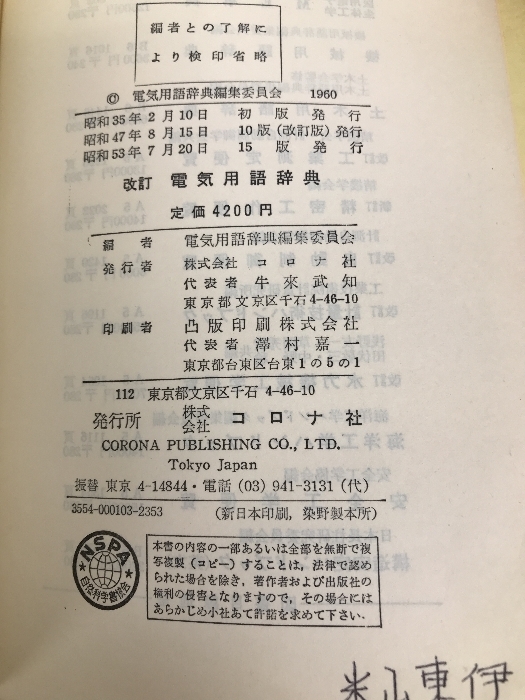 編者との了解に
より検印省略
© 電気用語辞典編集委員会 1960
昭和35年2月10日 初版発行
昭和47年8月15日 10版(改訂版)発行
昭和53年7月20日 15版発行
改訂 電気用語辞典
定価4200円
編者 電気用語辞典編集委員会
発行者 株式会社 コロナ社
代表者 牛來武知
東京都文京区千石4-46-10
印刷者 凸版印刷株式会社
代表者 澤村嘉一
東京都台東区台東1の5の1
112 東京都文京区千石 4-46-10
発行所 株式会社 コロナ社
CORONA PUBLISHING CO., LTD.
Tokyo Japan
振替 東京 4-14844・電話 (03) 941-3131 (代)
3554-000103-2353 (新日本印刷, 染野製本所)
NSPA
自然科学書協会
本書の内容の一部あるいは全部を無断で複
写複製(コピー)することは、法律で認め
られた場合を除き、著作者および出版社の
権利の侵害となりますので、その場合には
あらかじめ小社あて許諾を求めて下さい。